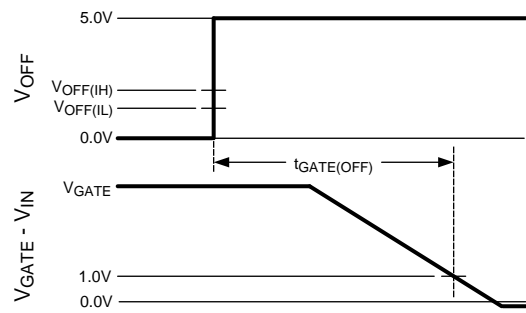 5.0V
VOFF
VOFF(IH)
VOFF(IL)
0.0V
tGATE(OFF)
VGATE
VGATE - VIN
1.0V
0.0V